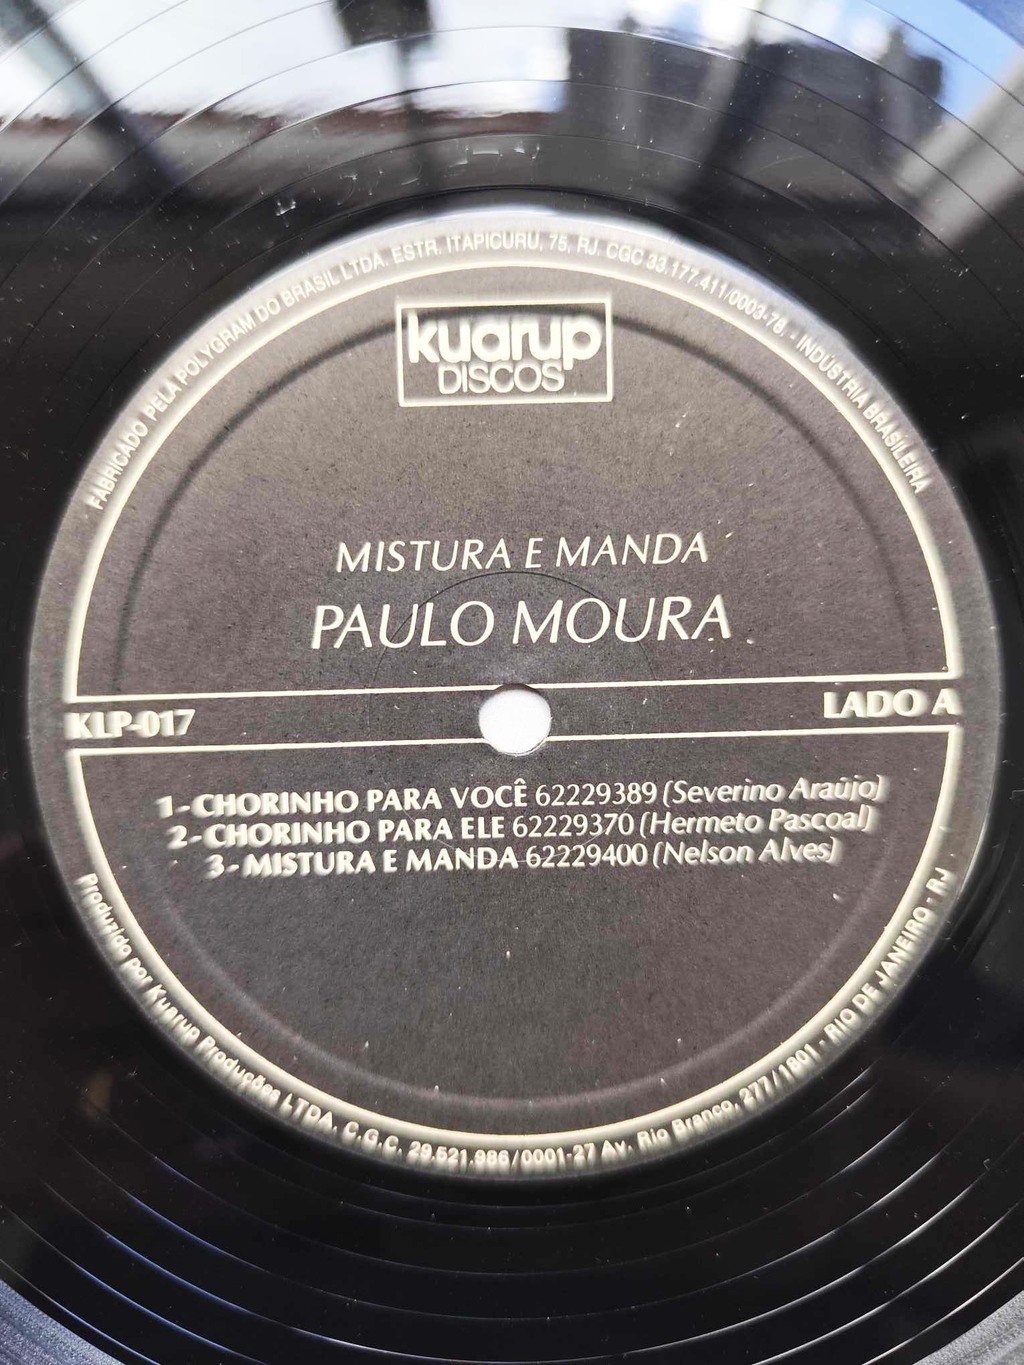 FABRICADO PELA POLYGRAM DO BRASIL LTDA. ESTR. ITAPICURU, 75, RJ. CGC 33.177.411/0003-78 - INDÚSTRIA BRASILEIRA
kuarup
DISCOS
MISTURA E MANDA
PAULO MOURA
KLP-017
LADO A
1-CHORINHO PARA VOCÊ 62229389 (Severino Araújo)
2-CHORINHO PARA ELE 62229370 (Hermeto Pascoal)
3-MISTURA E MANDA 62229400 (Nelson Alves)
Produzido por Kuarup Produções LTDA. C.G.C. 29.521.986/0001-27 Av. Rio Branco, 277/1801 - RIO DE JANEIRO - RJ